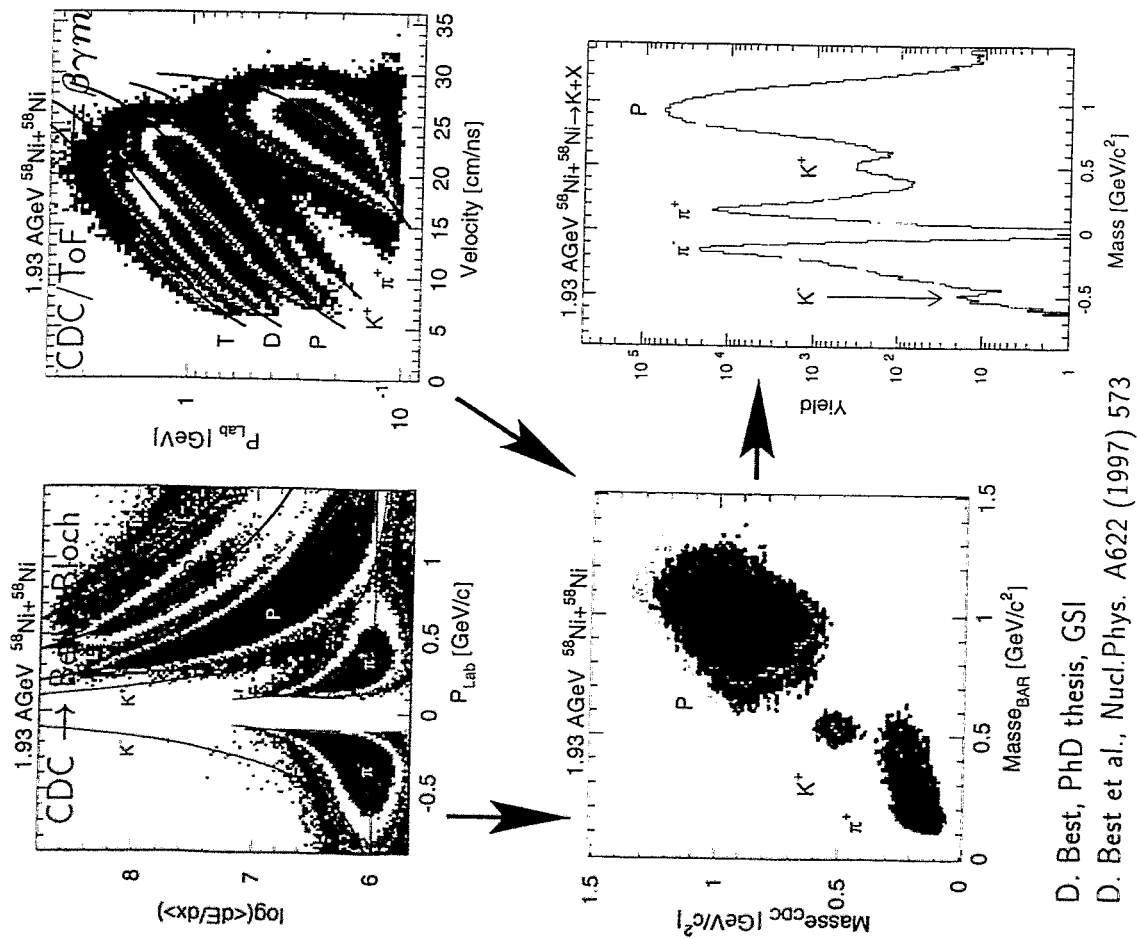 1.93 AGeV ⁵⁸Ni+⁵⁸Ni
CDC → Bethe-Bloch
log(<dE/dx>)
8
7
6
K⁻
K⁺
π⁻
π⁺
P
-0.5
0
0.5
1
P_Lab [GeV/c]
1.93 AGeV ⁵⁸Ni+⁵⁸Ni
CDC/ToF p = βγm
P_Lab [GeV]
1
10⁻¹
T
D
P
K⁺
π⁺
0
5
10
15
20
25
30
35
Velocity [cm/ns]
1.93 AGeV ⁵⁸Ni+⁵⁸Ni
Masse_CDC [GeV/c²]
1.5
1
0.5
0
P
K⁺
π⁺
0
0.5
1
1.5
Masse_BAR [GeV/c²]
1.93 AGeV ⁵⁸Ni+⁵⁸Ni→K+X
Yield
10⁵
10⁴
10³
10²
10
1
K⁻
π⁻
π⁺
K⁺
P
-0.5
0
0.5
1
Mass [GeV/c²]
D. Best, PhD thesis, GSI
D. Best et al., Nucl.Phys. A622 (1997) 573